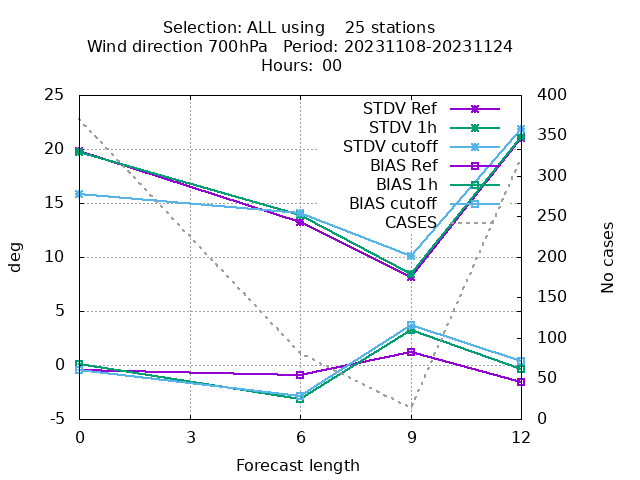 Selection: ALL using    25 stations
Wind direction 700hPa   Period: 20231108-20231124
Hours: 00
25 400
STDV Ref
STDV 1h
20 350
STDV cutoff
BIAS Ref
300
BIAS 1h
15 250
BIAS cutoff
CASES
deg
10 200
No cases
5 150
100
0 50
-5 0
0 3 6 9 12
Forecast length